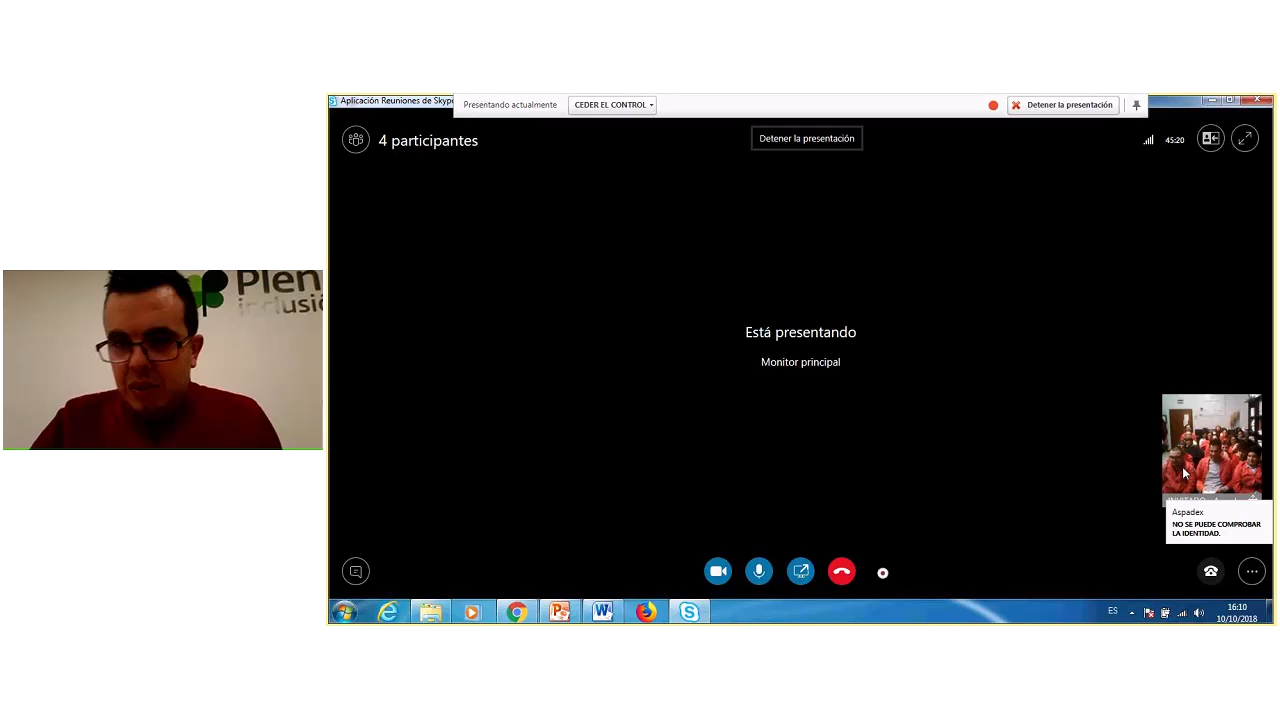 Aplicación Reuniones de Skype
Presentando actualmente
CEDER EL CONTROL
Detener la presentación
4 participantes
Detener la presentación
45:20
Plen
inclusió
Está presentando
Monitor principal
Aspadex
NO SE PUEDE COMPROBAR
LA IDENTIDAD.
ES
16:10
10/10/2018